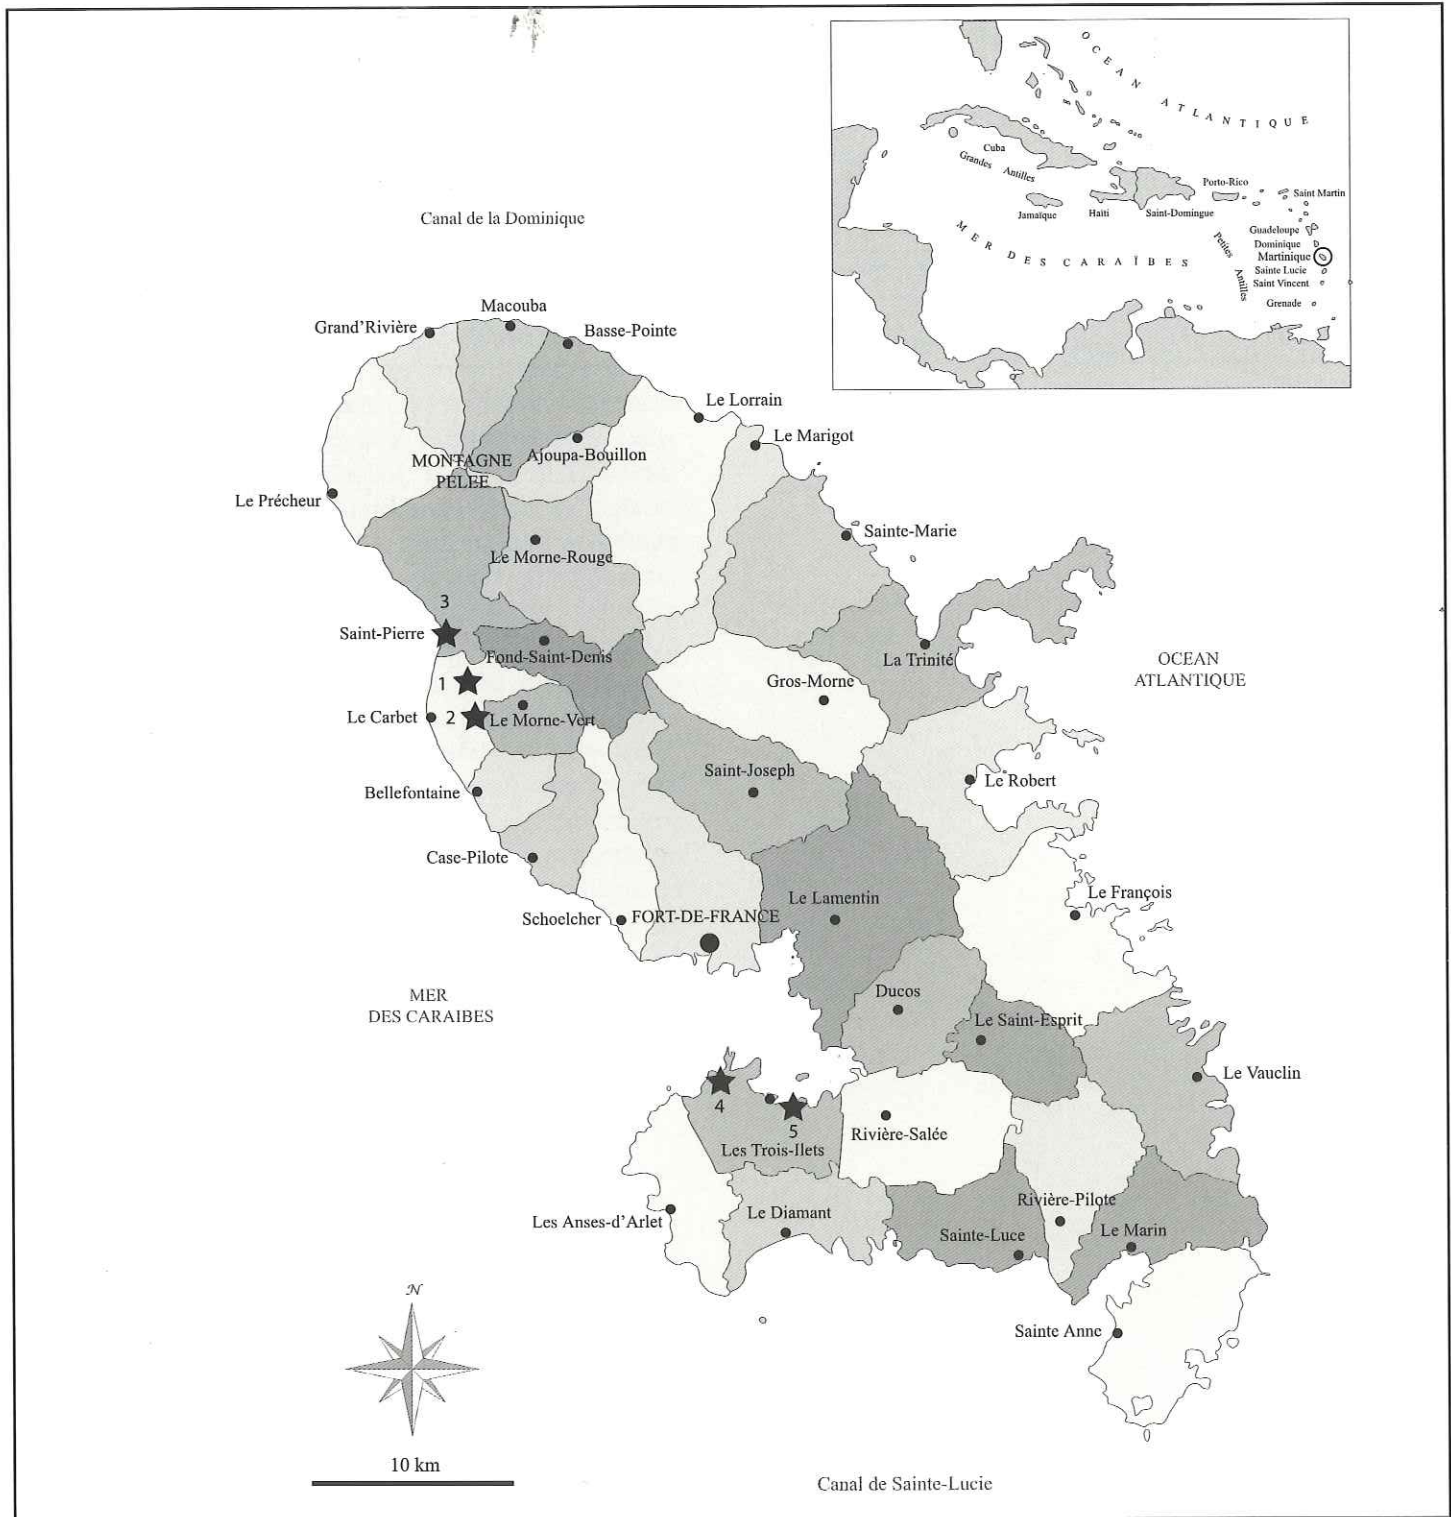 OCEAN ATLANTIQUE
Cuba
Grandes Antilles
Porto-Rico
Saint Martin
Jamaïque
Haïti
Saint-Domingue
MER DES CARAÏBES
Petites Antilles
Guadeloupe
Dominique
Martinique
Sainte Lucie
Saint Vincent
Grenade
Canal de la Dominique
Macouba
Grand'Rivière
Basse-Pointe
Le Lorrain
Le Marigot
MONTAGNE
PELEE
Ajoupa-Bouillon
Le Précheur
Sainte-Marie
Le Morne-Rouge
3
Saint-Pierre
Fond-Saint-Denis
La Trinité
OCEAN
ATLANTIQUE
1
Gros-Morne
Le Carbet
2
Le Morne-Vert
Saint-Joseph
Le Robert
Bellefontaine
Case-Pilote
Le Lamentin
Le François
Schoelcher
FORT-DE-FRANCE
MER
DES CARAIBES
Ducos
Le Saint-Esprit
Le Vauclin
4
5
Rivière-Salée
Les Trois-Ilets
Rivière-Pilote
Les Anses-d'Arlet
Le Diamant
Sainte-Luce
Le Marin
N
Sainte Anne
10 km
Canal de Sainte-Lucie